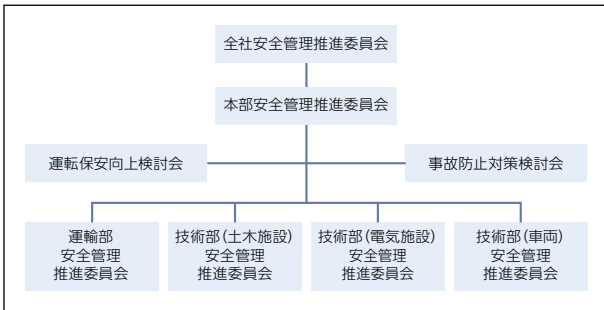 全社安全管理推進委員会
本部安全管理推進委員会
運転保安向上検討会
事故防止対策検討会
運輸部
安全管理
推進委員会
技術部(土木施設)
安全管理
推進委員会
技術部(電気施設)
安全管理
推進委員会
技術部(車両)
安全管理
推進委員会